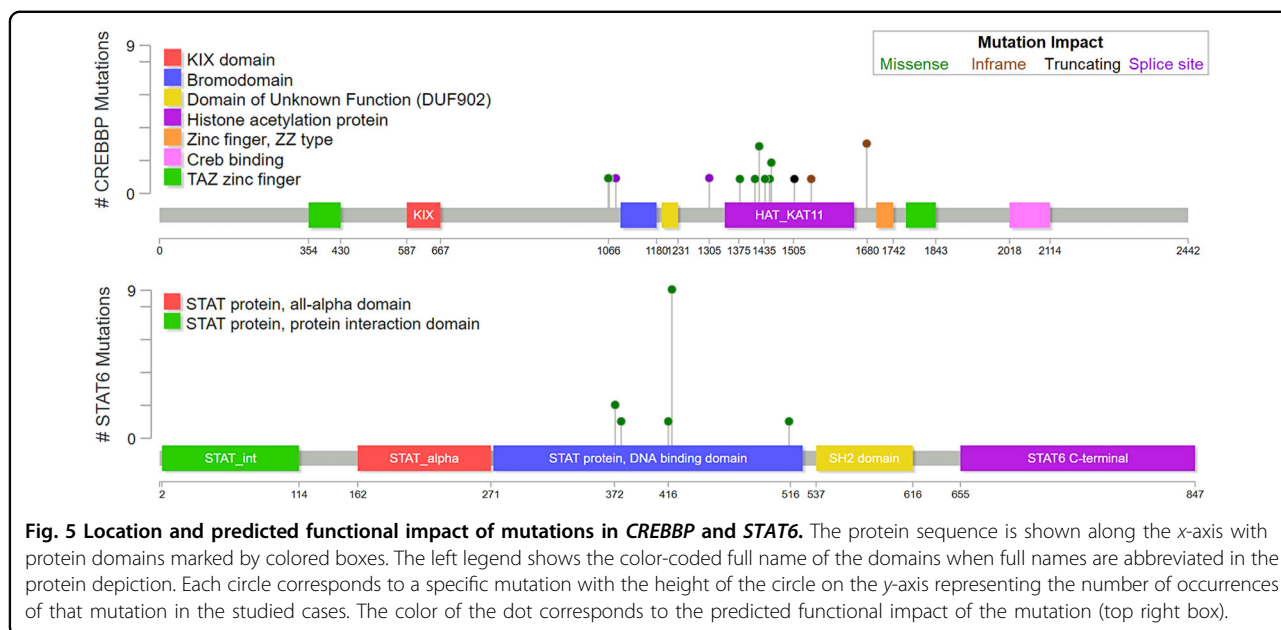 9
# CREBBP Mutations
0
KIX domain
Bromodomain
Domain of Unknown Function (DUF902)
Histone acetylation protein
Zinc finger, ZZ type
Creb binding
TAZ zinc finger
Mutation Impact
Missense Inframe Truncating Splice site
KIX HAT_KAT11
0 354 430 587 667 1066 1180 1231 1305 1375 1435 1505 1680 1742 1843 2018 2114 2442
9
# STAT6 Mutations
0
STAT protein, all-alpha domain
STAT protein, protein interaction domain
STAT_int STAT_alpha STAT protein, DNA binding domain SH2 domain STAT6 C-terminal
2 114 162 271 372 416 516 537 616 655 847
Fig. 5 Location and predicted functional impact of mutations in CREBBP and STAT6. The protein sequence is shown along the x-axis with
protein domains marked by colored boxes. The left legend shows the color-coded full name of the domains when full names are abbreviated in the
protein depiction. Each circle corresponds to a specific mutation with the height of the circle on the y-axis representing the number of occurrences
of that mutation in the studied cases. The color of the dot corresponds to the predicted functional impact of the mutation (top right box).